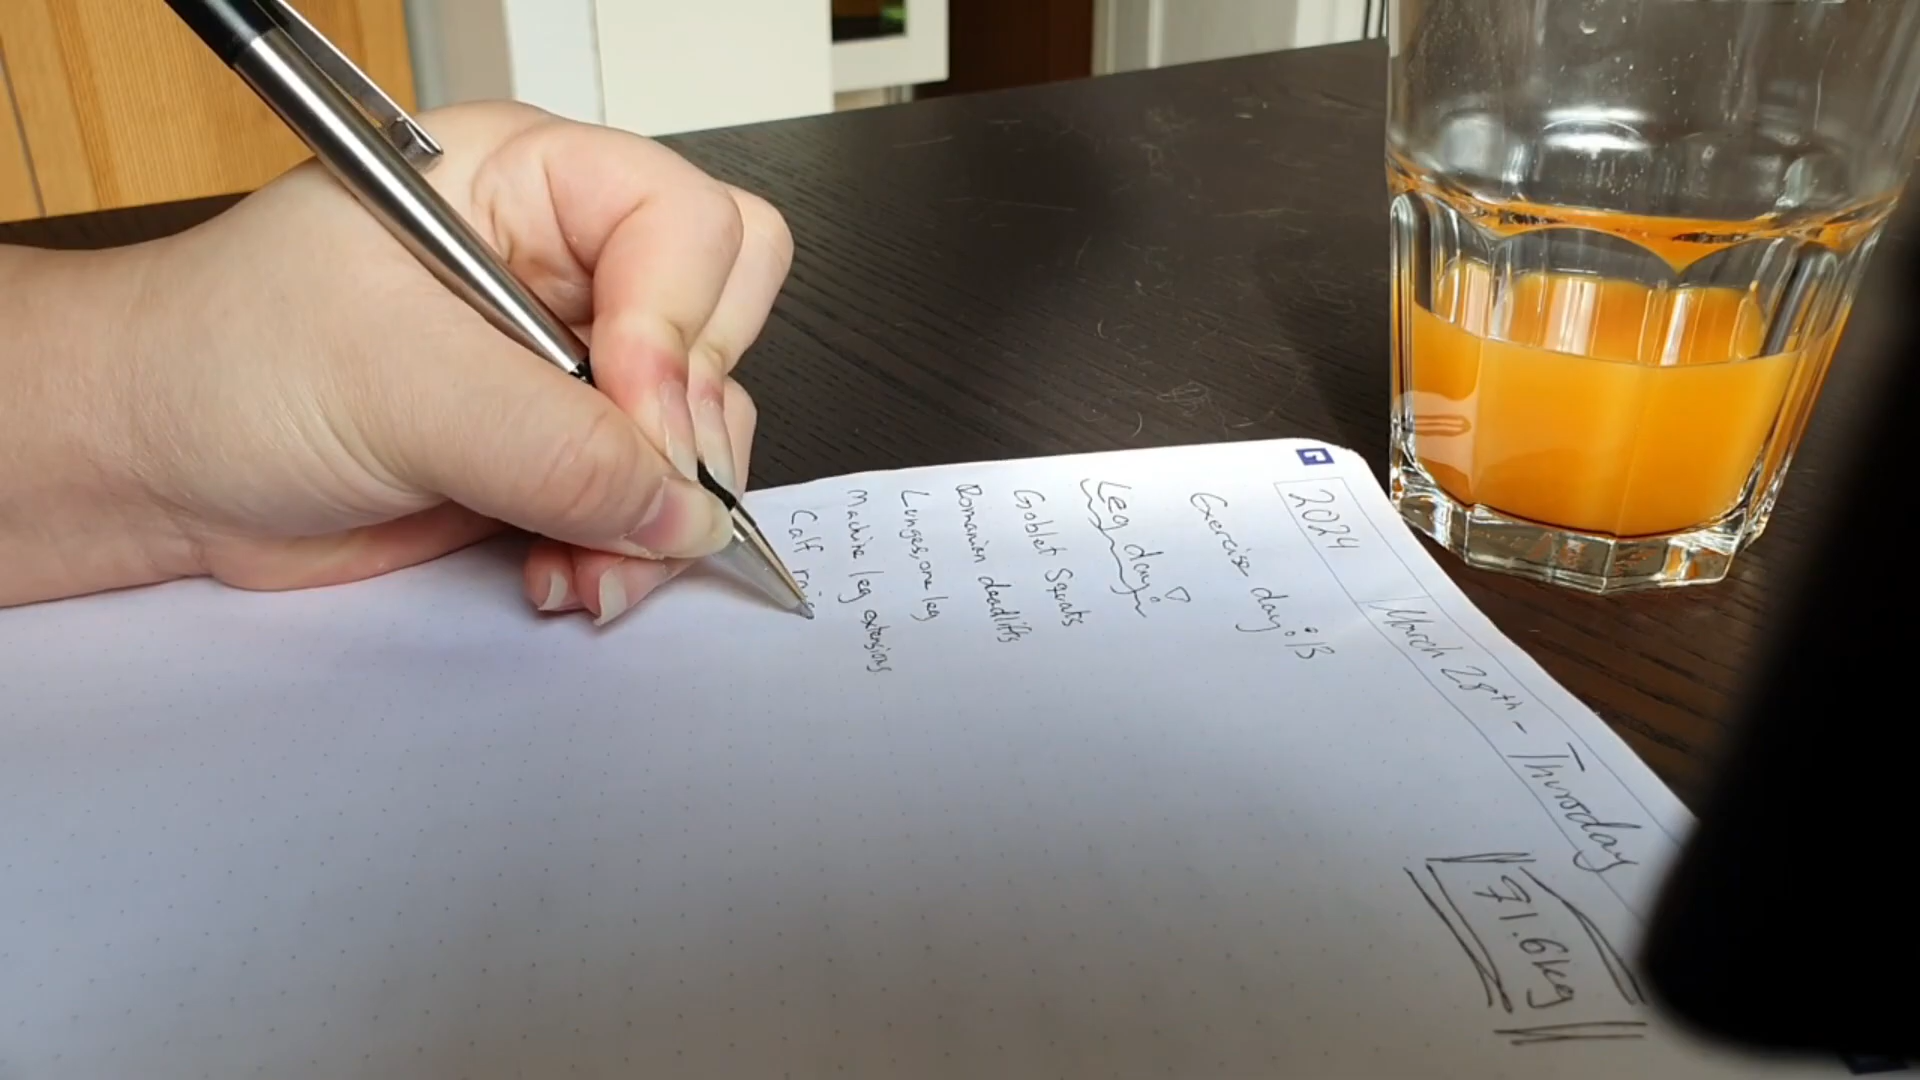 2024
March 28th - Thursday
71.6kg
Exercise day: 13
Leg day!
Goblet Squats
Romanian deadlifts
Lunges, one leg
Machine leg extensions
Calf rais